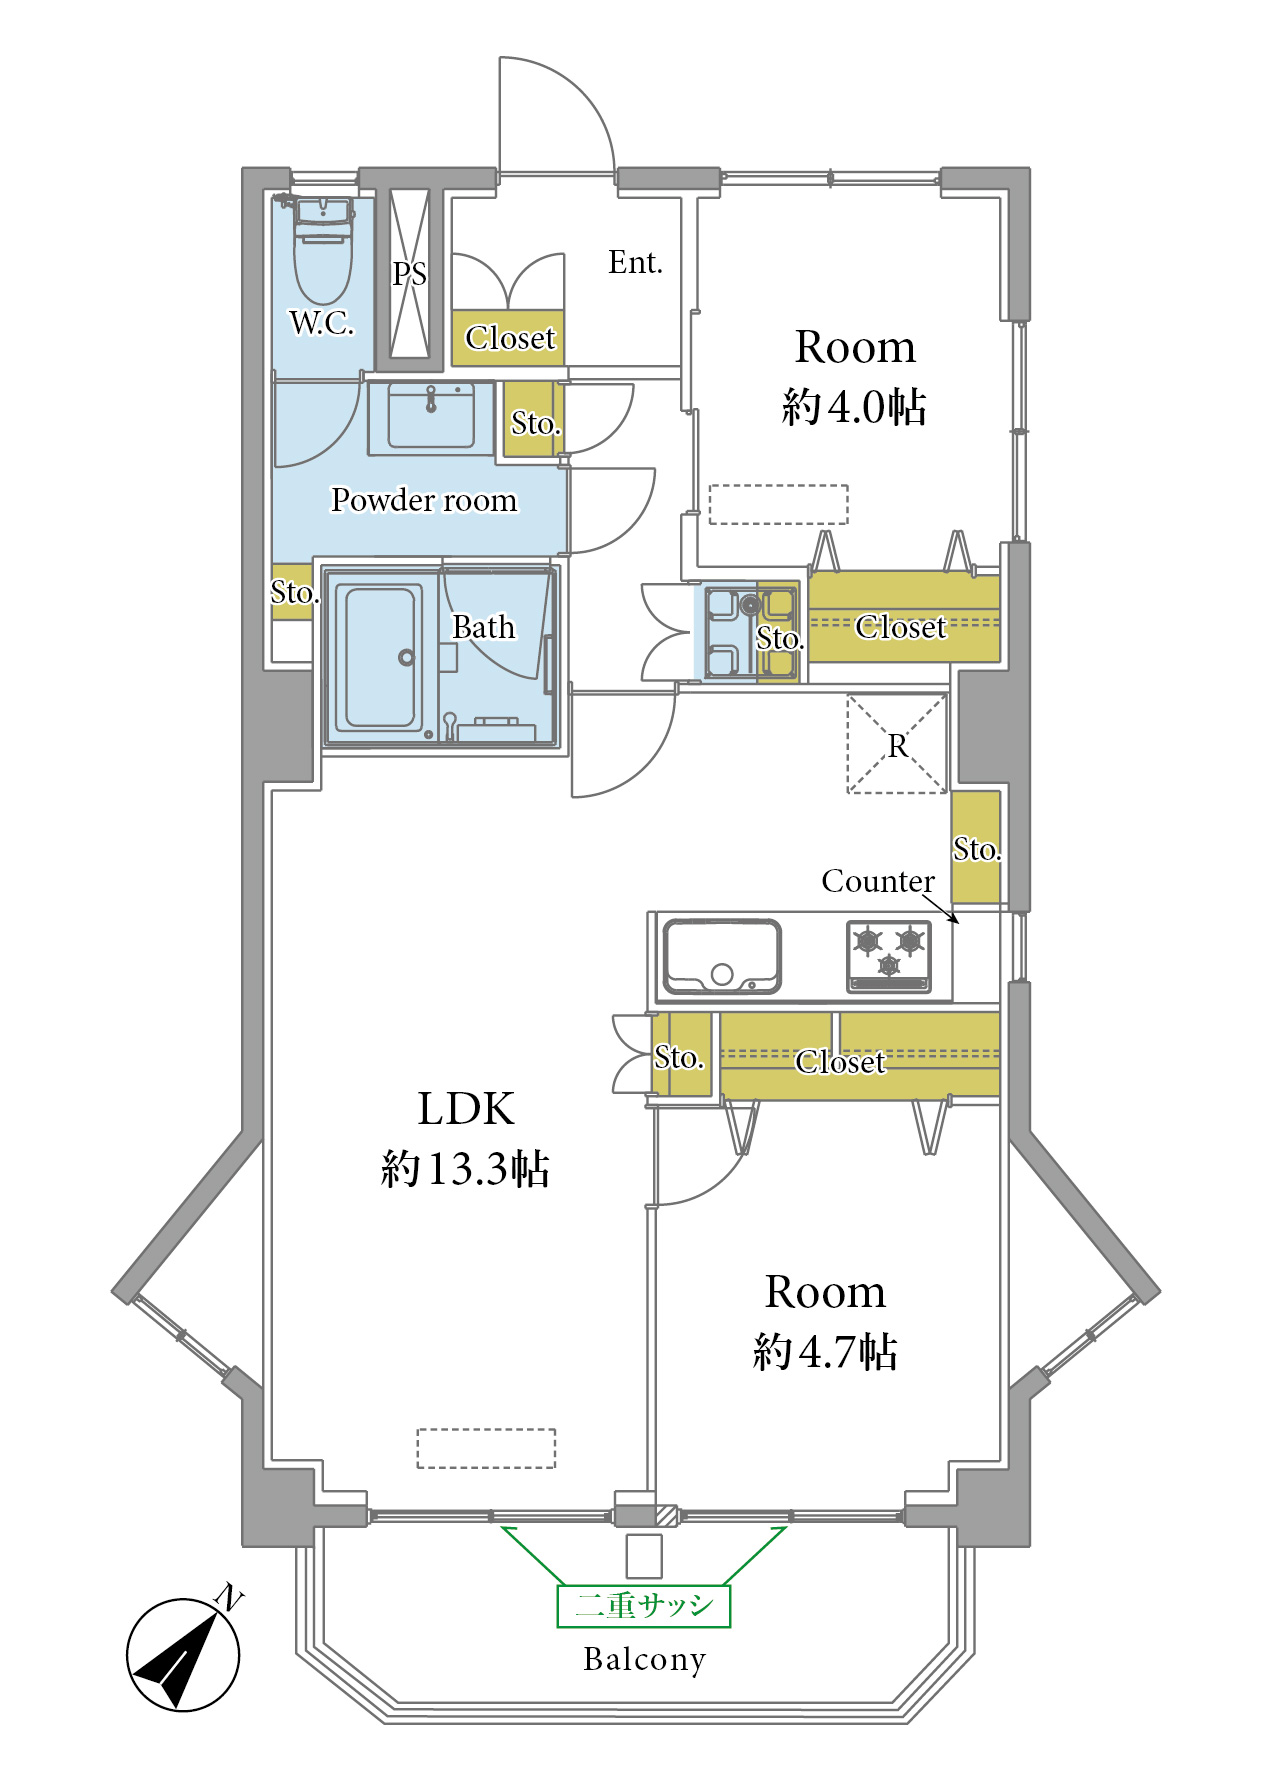 Ent.
PS
W.C.
Closet
Room
約4.0帖
Sto.
Powder room
Sto.
Bath
Sto.
Closet
R
Sto.
Counter
Sto.
Closet
LDK
約13.3帖
Room
約4.7帖
二重サッシ
Balcony
N